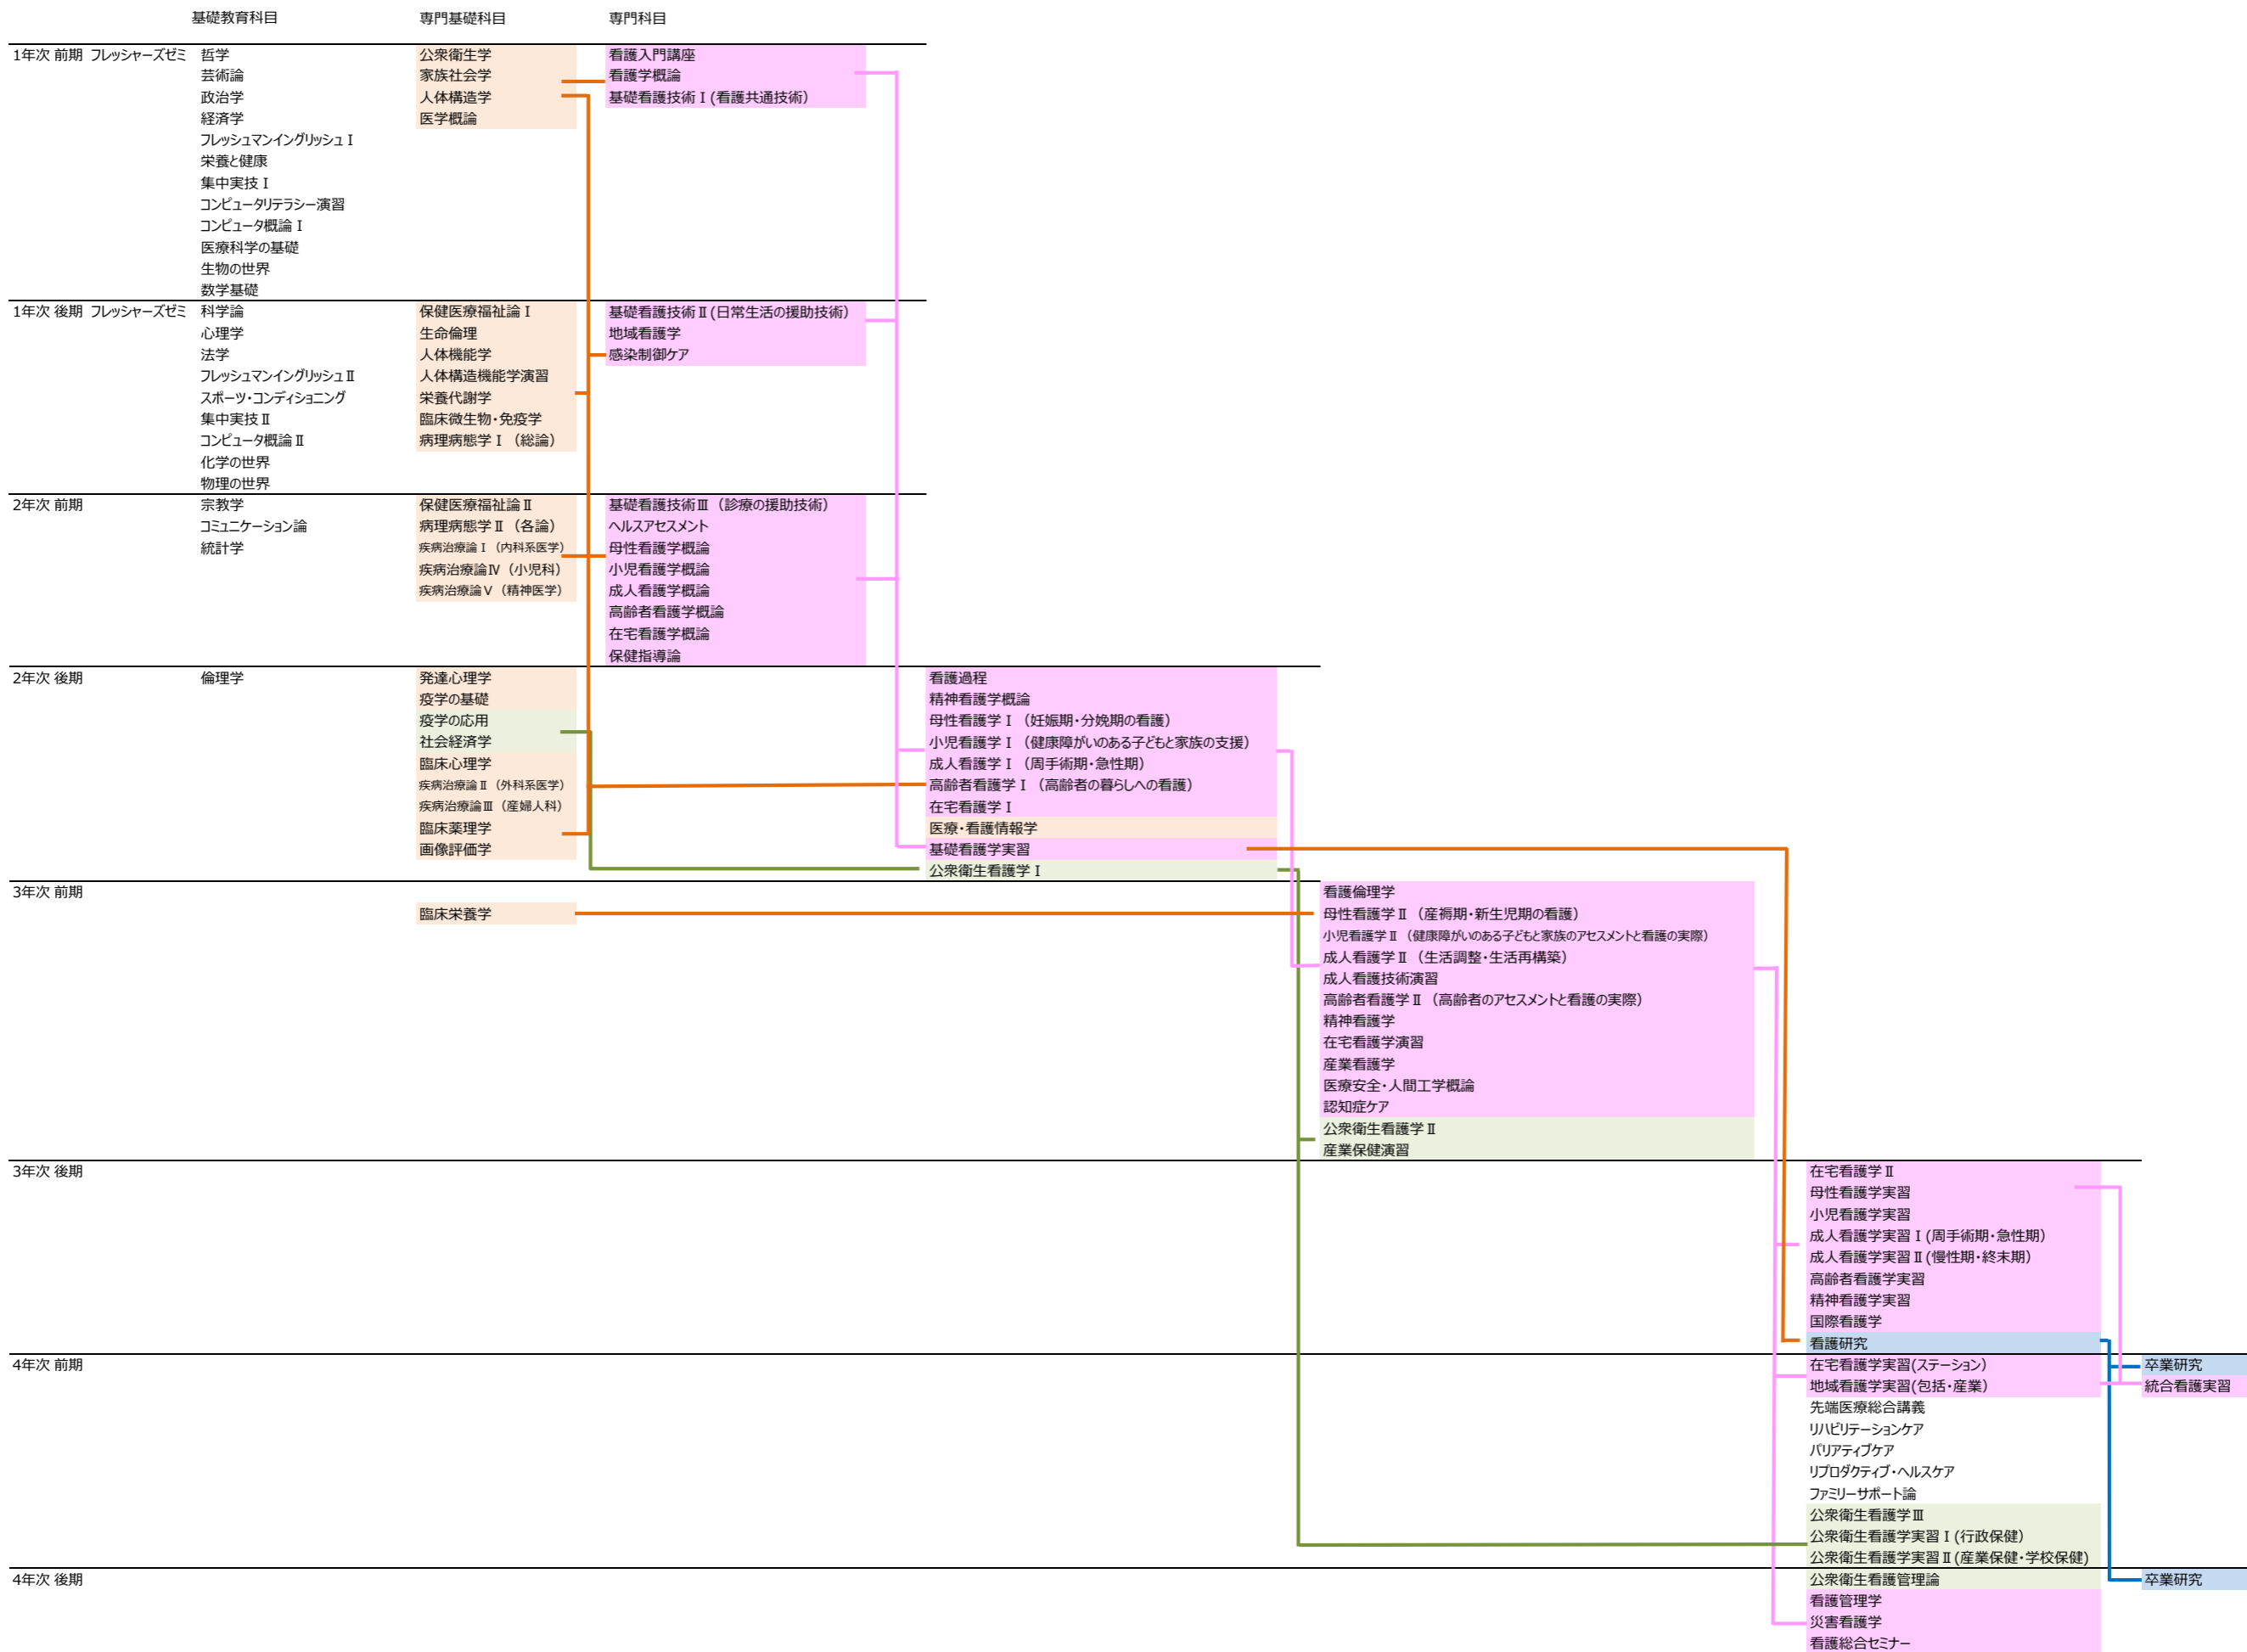 基礎教育科目 専門基礎科目 専門科目
1年次 前期 フレッシャーズゼミ 哲学 公衆衛生学 看護入門講座
芸術論 家族社会学 看護学概論
政治学 人体構造学 基礎看護技術Ⅰ(看護共通技術)
経済学 医学概論
フレッシュマンイングリッシュⅠ
栄養と健康
集中実技Ⅰ
コンピュータリテラシー演習
コンピュータ概論Ⅰ
医療科学の基礎
生物の世界
数学基礎
1年次 後期 フレッシャーズゼミ 科学論 保健医療福祉論Ⅰ 基礎看護技術Ⅱ(日常生活の援助技術)
心理学 生命倫理 地域看護学
法学 人体機能学 感染制御ケア
フレッシュマンイングリッシュⅡ 人体構造機能学演習
スポーツ・コンディショニング 栄養代謝学
集中実技Ⅱ 臨床微生物・免疫学
コンピュータ概論Ⅱ 病理病態学Ⅰ（総論）
化学の世界
物理の世界
2年次 前期 宗教学 保健医療福祉論Ⅱ 基礎看護技術Ⅲ（診療の援助技術）
コミュニケーション論 病理病態学Ⅱ（各論） ヘルスアセスメント
統計学 疾病治療論Ⅰ（内科系医学） 母性看護学概論
疾病治療論Ⅳ（小児科） 小児看護学概論
疾病治療論Ⅴ（精神医学） 成人看護学概論
高齢者看護学概論
在宅看護学概論
保健指導論
2年次 後期 倫理学 発達心理学 看護過程
疫学の基礎 精神看護学概論
疫学の応用 母性看護学Ⅰ（妊娠期・分娩期の看護）
社会経済学 小児看護学Ⅰ（健康障がいのある子どもと家族の支援）
臨床心理学 成人看護学Ⅰ（周手術期・急性期）
疾病治療論Ⅱ（外科系医学） 高齢者看護学Ⅰ（高齢者の暮らしへの看護）
疾病治療論Ⅲ（産婦人科） 在宅看護学Ⅰ
臨床薬理学 医療・看護情報学
画像評価学 基礎看護学実習
公衆衛生看護学Ⅰ
3年次 前期 看護倫理学
臨床栄養学 母性看護学Ⅱ（産褥期・新生児期の看護）
小児看護学Ⅱ（健康障がいのある子どもと家族のアセスメントと看護の実際）
成人看護学Ⅱ（生活調整・生活再構築）
成人看護技術演習
高齢者看護学Ⅱ（高齢者のアセスメントと看護の実際）
精神看護学
在宅看護学演習
産業看護学
医療安全・人間工学概論
認知症ケア
公衆衛生看護学Ⅱ
産業保健演習
3年次 後期 在宅看護学Ⅱ
母性看護学実習
小児看護学実習
成人看護学実習Ⅰ(周手術期・急性期)
成人看護学実習Ⅱ(慢性期・終末期)
高齢者看護学実習
精神看護学実習
国際看護学
看護研究
4年次 前期 在宅看護学実習(ステーション) 卒業研究
地域看護学実習(包括・産業) 統合看護実習
先端医療総合講義
リハビリテーションケア
パリアティブケア
リプロダクティブ・ヘルスケア
ファミリーサポート論
公衆衛生看護学Ⅲ
公衆衛生看護学実習Ⅰ(行政保健)
公衆衛生看護学実習Ⅱ(産業保健・学校保健)
4年次 後期 公衆衛生看護管理論 卒業研究
看護管理学
災害看護学
看護総合セミナー